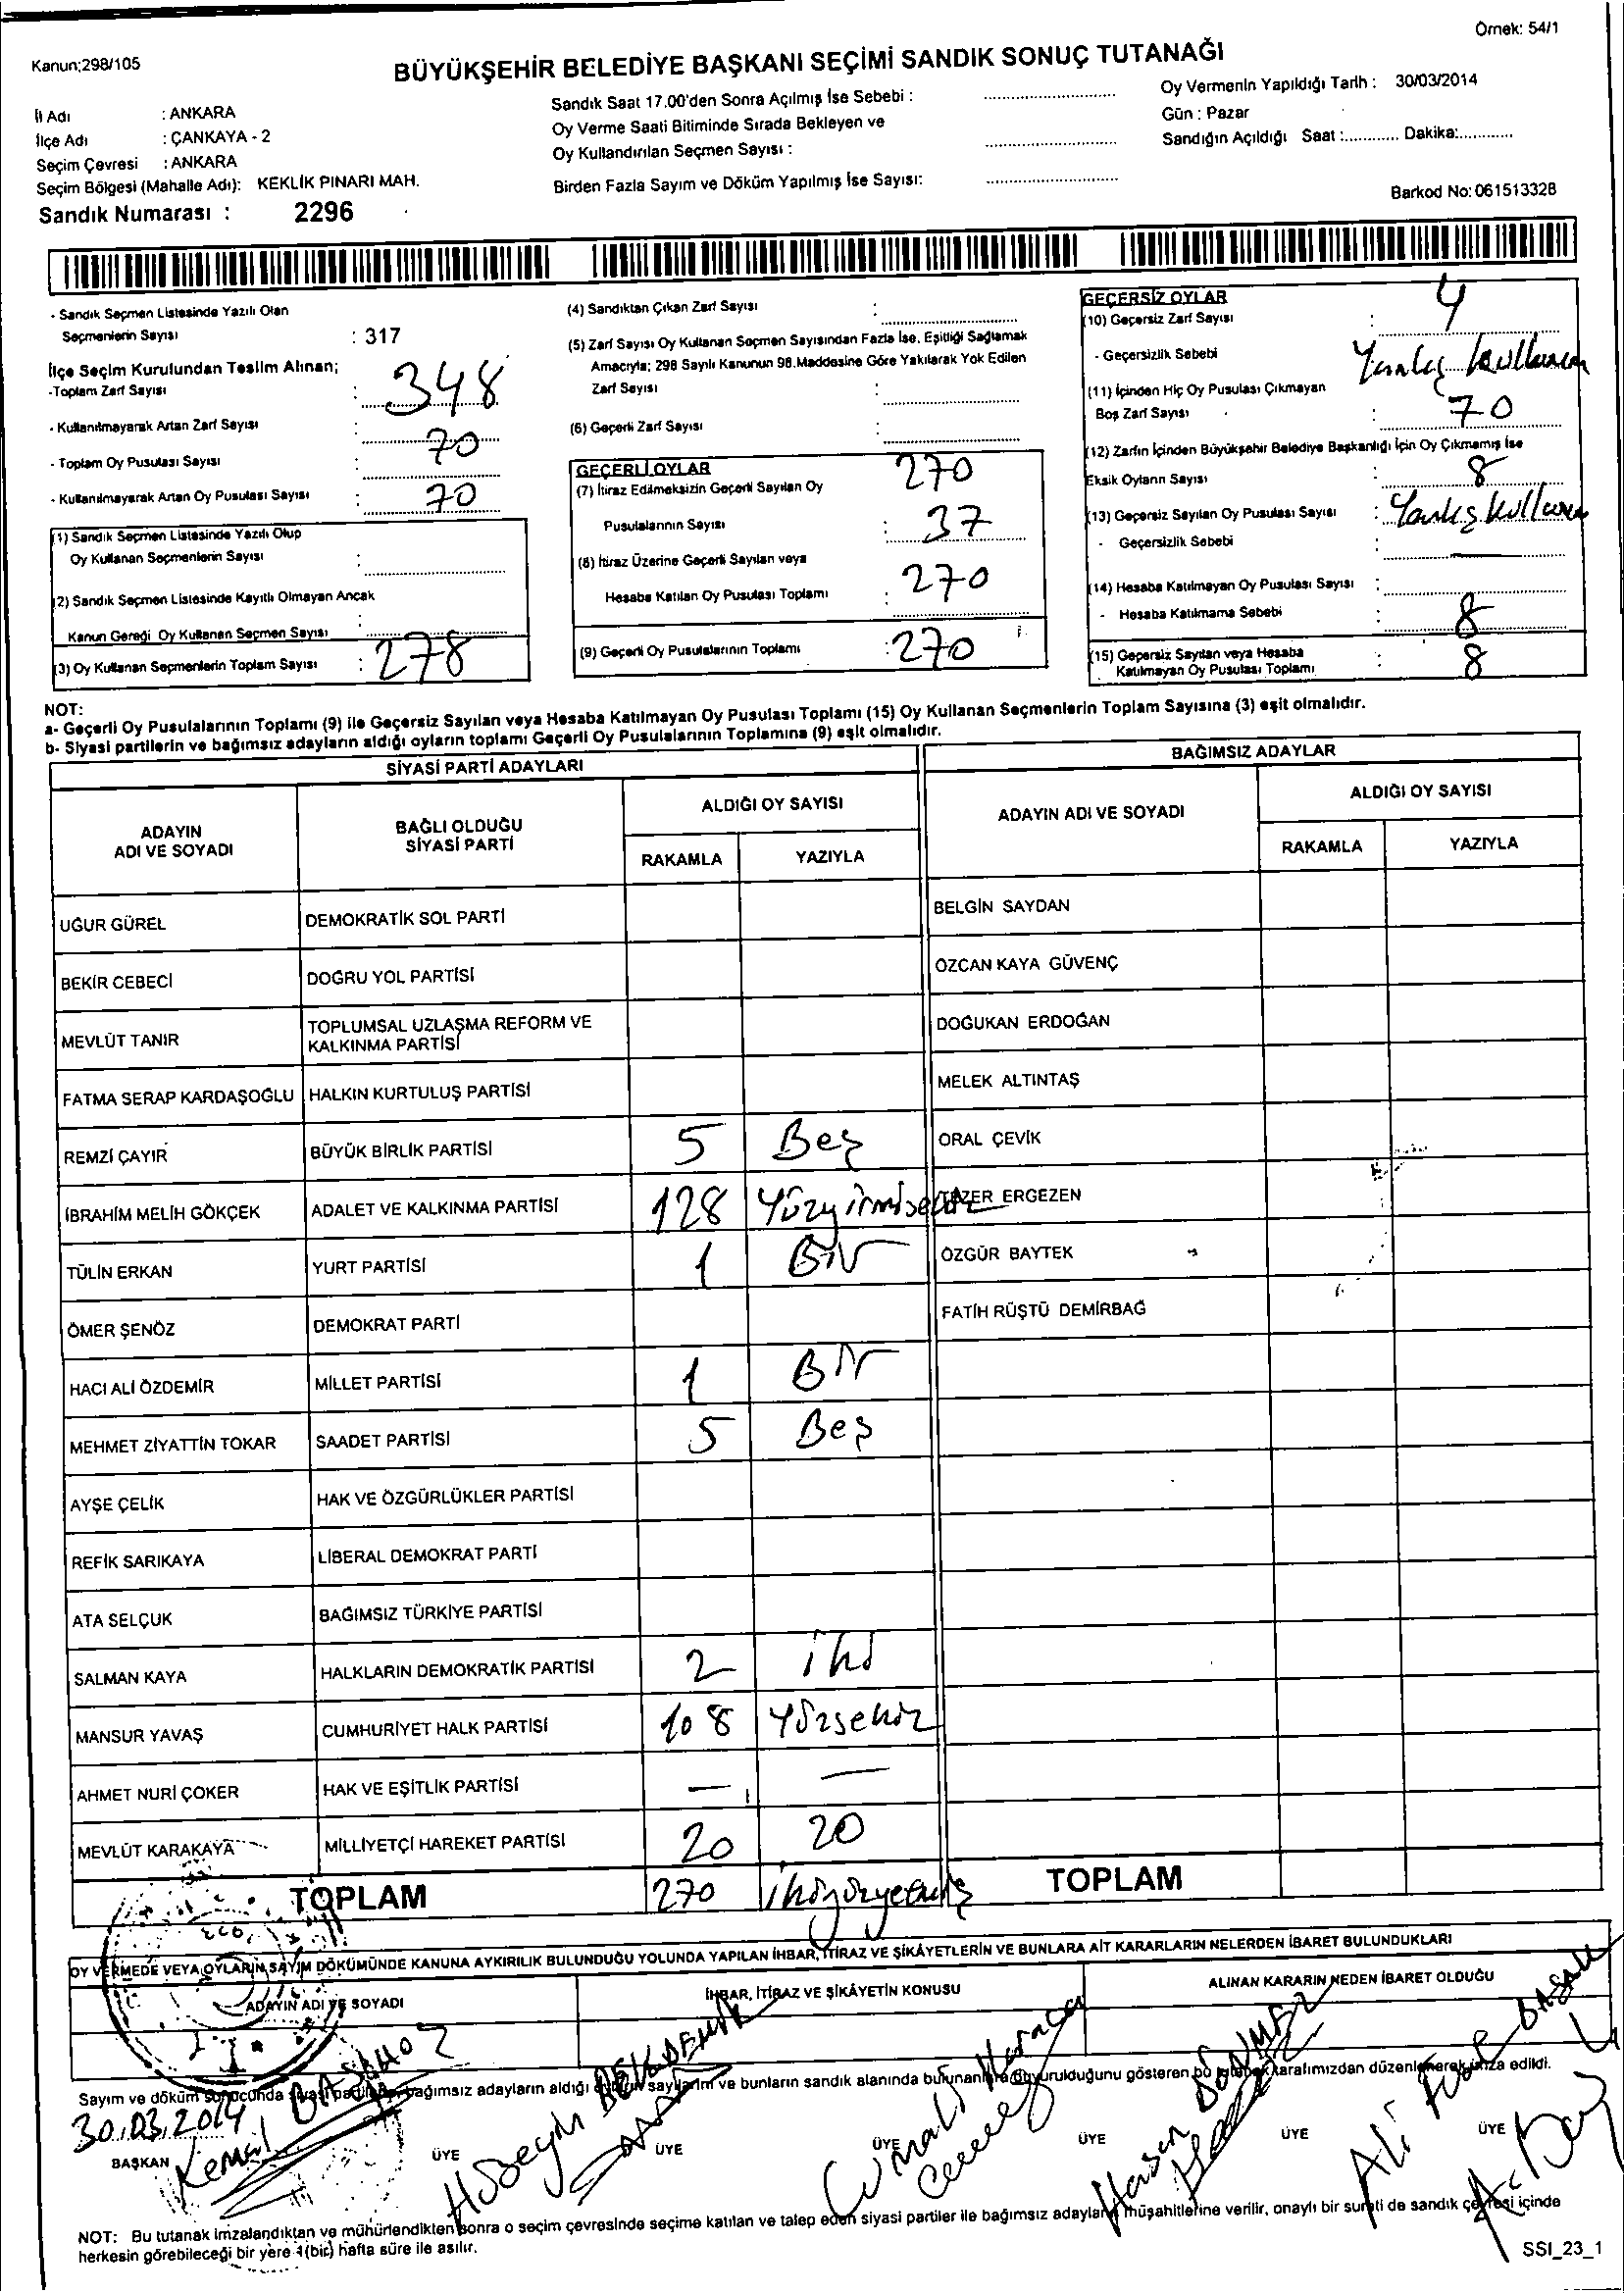 Örnek: 54/1
Kanun;298/105
BÜYÜKŞEHİR BELEDİYE BAŞKANI SEÇİMİ SANDIK SONUÇ TUTANAĞI
İl Adı : ANKARA
İlçe Adı : ÇANKAYA - 2
Seçim Çevresi : ANKARA
Seçim Bölgesi (Mahalle Adı): KEKLİK PINARI MAH.
Sandık Numarası : 2296
Sandık Saat 17.00'den Sonra Açılmış İse Sebebi :
Oy Verme Saati Bitiminde Sırada Bekleyen ve
Oy Kullandırılan Seçmen Sayısı :
Birden Fazla Sayım ve Döküm Yapılmış İse Sayısı:
Oy Vermenin Yapıldığı Tarih : 30/03/2014
Gün : Pazar
Sandığın Açıldığı Saat :............ Dakika:............
Barkod No: 061513328
- Sandık Seçmen Listesinde Yazılı Olan
Seçmenlerin Sayısı : 317
İlçe Seçim Kurulundan Teslim Alınan;
-Toplam Zarf Sayısı : 348
- Kullanılmayarak Artan Zarf Sayısı : 70
- Toplam Oy Pusulası Sayısı :
- Kullanılmayarak Artan Oy Pusulası Sayısı : 70
(1) Sandık Seçmen Listesinde Yazılı Olup
Oy Kullanan Seçmenlerin Sayısı :
(2) Sandık Seçmen Listesinde Kayıtlı Olmayan Ancak
Kanun Gereği Oy Kullanan Seçmen Sayısı :
(3) Oy Kullanan Seçmenlerin Toplam Sayısı : 278
(4) Sandıktan Çıkan Zarf Sayısı :
(5) Zarf Sayısı Oy Kullanan Seçmen Sayısından Fazla İse, Eşitliği Sağlamak
Amacıyla; 298 Sayılı Kanunun 98.Maddesine Göre Yakılarak Yok Edilen
Zarf Sayısı :
(6) Geçerli Zarf Sayısı :
GEÇERLİ OYLAR
270
(7) İtiraz Edilmeksizin Geçerli Sayılan Oy
Pusulalarının Sayısı : 37
(8) İtiraz Üzerine Geçerli Sayılan veya
Hesaba Katılan Oy Pusulası Toplamı : 270
(9) Geçerli Oy Pusulalarının Toplamı : 270
GEÇERSİZ OYLAR
(10) Geçersiz Zarf Sayısı : 4
- Geçersizlik Sebebi Yanlış kullanım
(11) İçinden Hiç Oy Pusulası Çıkmayan
Boş Zarf Sayısı : 70
(12) Zarfın İçinden Büyükşehir Belediye Başkanlığı İçin Oy Çıkmamış İse
Eksik Oyların Sayısı : 8
(13) Geçersiz Sayılan Oy Pusulası Sayısı : Yanlış kullanım
- Geçersizlik Sebebi : —
(14) Hesaba Katılmayan Oy Pusulası Sayısı :
- Hesaba Katılmama Sebebi : 8
(15) Geçersiz Sayılan veya Hesaba
Katılmayan Oy Pusulası Toplamı : 8
NOT:
a- Geçerli Oy Pusulalarının Toplamı (9) ile Geçersiz Sayılan veya Hesaba Katılmayan Oy Pusulası Toplamı (15) Oy Kullanan Seçmenlerin Toplam Sayısına (3) eşit olmalıdır.
b- Siyasi partilerin ve bağımsız adayların aldığı oyların toplamı Geçerli Oy Pusulalarının Toplamına (9) eşit olmalıdır.
SİYASİ PARTİ ADAYLARI BAĞIMSIZ ADAYLAR
ADAYIN ADI VE SOYADI BAĞLI OLDUĞU SİYASİ PARTİ ALDIĞI OY SAYISI ADAYIN ADI VE SOYADI ALDIĞI OY SAYISI
RAKAMLA YAZIYLA RAKAMLA YAZIYLA
UĞUR GÜREL DEMOKRATİK SOL PARTİ BELGİN SAYDAN
BEKİR CEBECİ DOĞRU YOL PARTİSİ ÖZCAN KAYA GÜVENÇ
MEVLÜT TANIR TOPLUMSAL UZLAŞMA REFORM VE KALKINMA PARTİSİ DOĞUKAN ERDOĞAN
FATMA SERAP KARDAŞOĞLU HALKIN KURTULUŞ PARTİSİ MELEK ALTINTAŞ
REMZİ ÇAYIR BÜYÜK BİRLİK PARTİSİ 5 Beş ORAL ÇEVİK
İBRAHİM MELİH GÖKÇEK ADALET VE KALKINMA PARTİSİ 128 Yüzyirmisekiz ERGEZEN
TÜLİN ERKAN YURT PARTİSİ 1 Bir ÖZGÜR BAYTEK
ÖMER ŞENÖZ DEMOKRAT PARTİ FATİH RÜŞTÜ DEMİRBAĞ
HACI ALİ ÖZDEMİR MİLLET PARTİSİ 1 Bir
MEHMET ZİYATTİN TOKAR SAADET PARTİSİ 5 Beş
AYŞE ÇELİK HAK VE ÖZGÜRLÜKLER PARTİSİ
REFİK SARIKAYA LİBERAL DEMOKRAT PARTİ
ATA SELÇUK BAĞIMSIZ TÜRKİYE PARTİSİ
SALMAN KAYA HALKLARIN DEMOKRATİK PARTİSİ 2 iki
MANSUR YAVAŞ CUMHURİYET HALK PARTİSİ 108 Yüzsekiz
AHMET NURİ ÇOKER HAK VE EŞİTLİK PARTİSİ — —
MEVLÜT KARAKAYA MİLLİYETÇİ HAREKET PARTİSİ 20 20
TOPLAM 270 ikiyüzyetmiş TOPLAM
OY VERMEDE VEYA OYLARIN SAYIM DÖKÜMÜNDE KANUNA AYKIRILIK BULUNDUĞU YOLUNDA YAPILAN İHBAR, İTİRAZ VE ŞİKÂYETLERİN VE BUNLARA AİT KARARLARIN NELERDEN İBARET BULUNDUKLARI
ADAYIN ADI VE SOYADI İHBAR, İTİRAZ VE ŞİKÂYETİN KONUSU ALINAN KARARIN NEDEN İBARET OLDUĞU
Sayım ve döküm sonucunda siyasi partilerin, bağımsız adayların aldığı oyların sayılarını ve bunların sandık alanında bulunanlara duyurulduğunu gösteren bu tutanak tarafımızdan düzenlenerek imza edildi.
30.03.2014
BAŞKAN ÜYE ÜYE ÜYE ÜYE ÜYE ÜYE
Kemal
Hüseyin
Hasan
Ali
NOT: Bu tutanak imzalandıktan ve mühürlendikten sonra o seçim çevresinde seçime katılan ve talep eden siyasi partiler ile bağımsız adayların müşahitlerine verilir, onaylı bir sureti de sandık çevresi içinde
herkesin görebileceği bir yere 1(bir) hafta süre ile asılır.
SSI_23_1